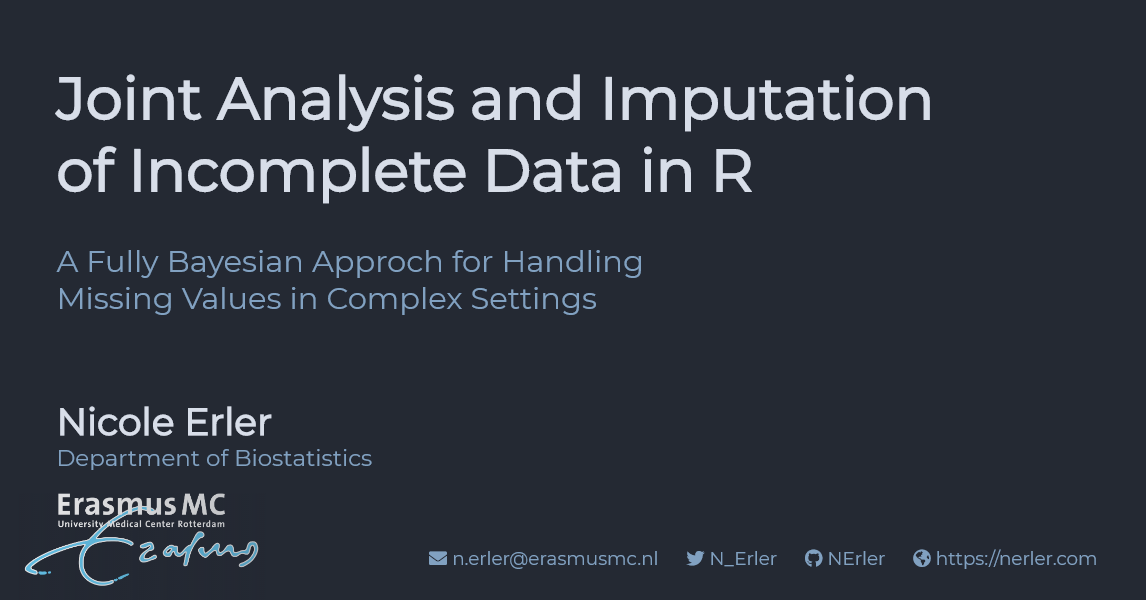 Joint Analysis and Imputation
of Incomplete Data in R
A Fully Bayesian Approch for Handling
Missing Values in Complex Settings
Nicole Erler
Department of Biostatistics
Erasmus MC
University Medical Center Rotterdam
Erasmus
n.erler@erasmusmc.nl N_Erler NErler https://nerler.com